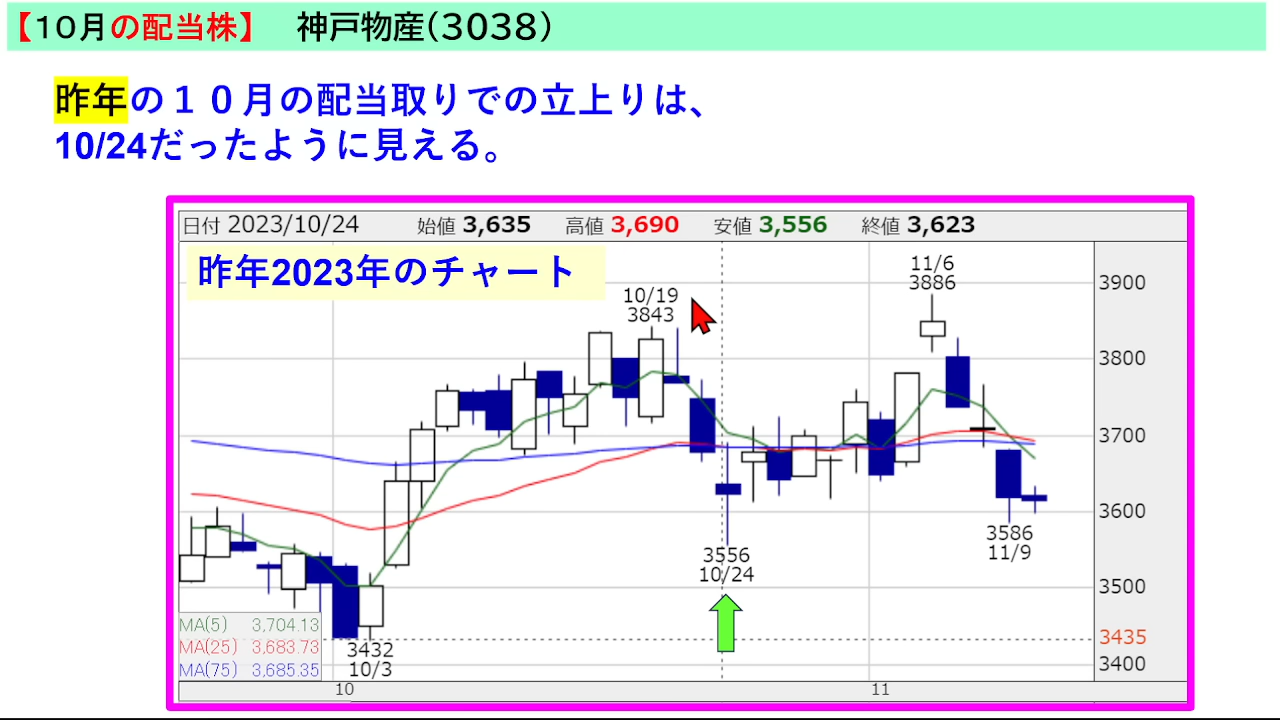 【１０月の配当株】　神戸物産（３０３８）
昨年の１０月の配当取りでの立上りは、
10/24だったように見える。
日付 2023/10/24 始値 3,635 高値 3,690 安値 3,556 終値 3,623
昨年2023年のチャート
11/6
3886
3900
10/19
3843
3800
3700
3600
3586
11/9
3556
10/24
3500
MA(5) 3,704.13
MA(25) 3,683.73
MA(75) 3,685.35
3432
10/3
3435
3400
10 11